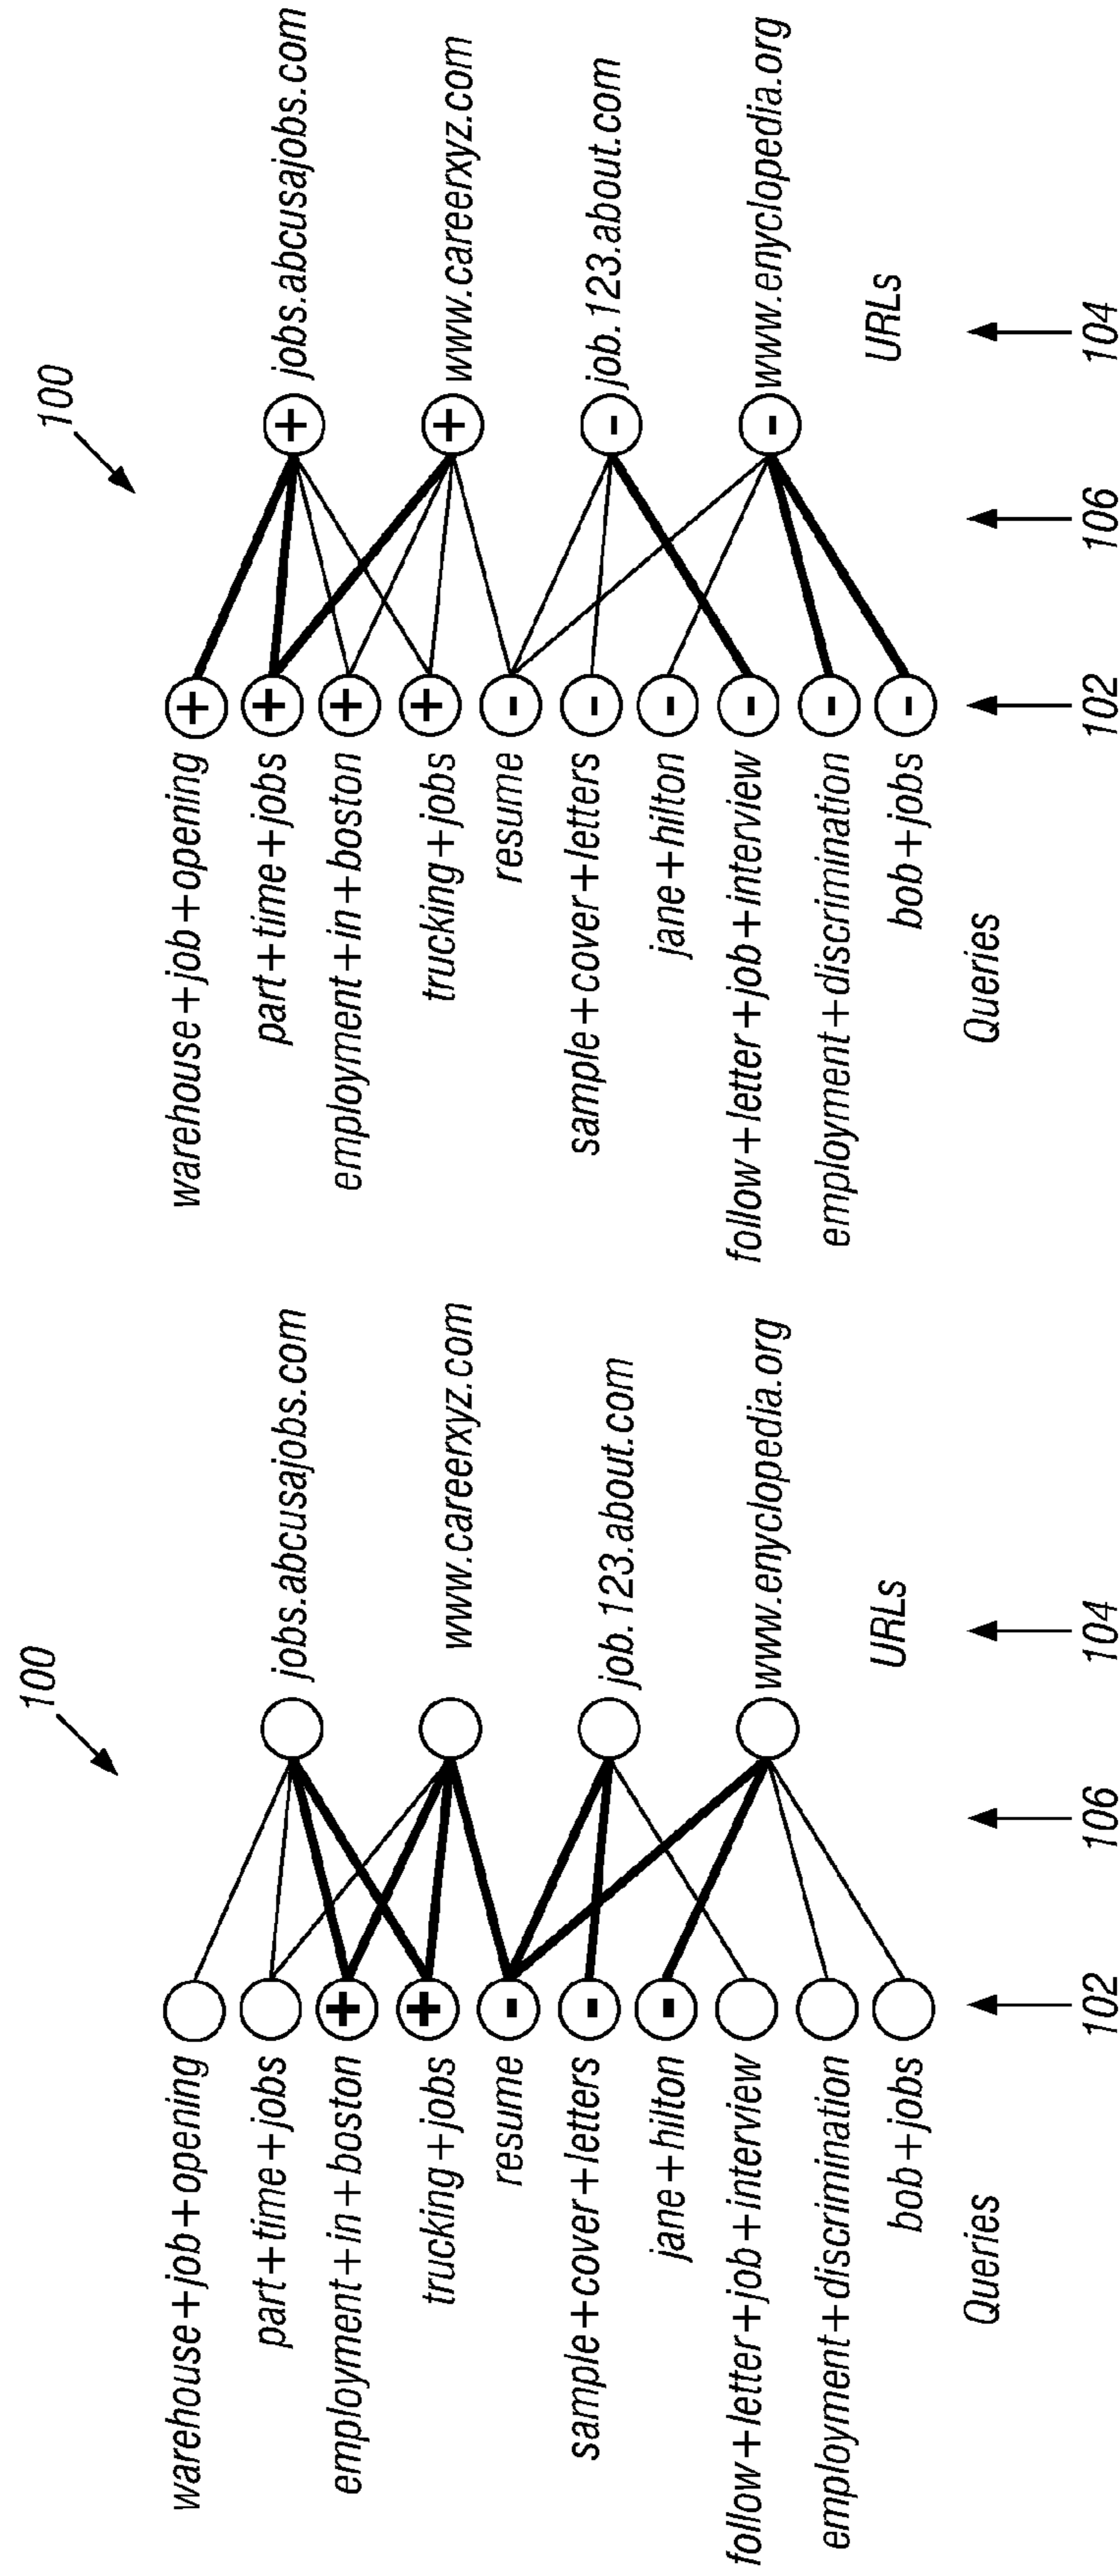 100
warehouse+job+opening
part+time+jobs
employment+in+boston
trucking+jobs
resume
sample+cover+letters
jane+hilton
follow+letter+job+interview
employment+discrimination
bob+jobs
Queries
+
+
-
-
-
jobs.abcusajobs.com
www.careerxyz.com
job.123.about.com
www.enyclopedia.org
URLs
102
106
104
100
warehouse+job+opening
part+time+jobs
employment+in+boston
trucking+jobs
resume
sample+cover+letters
jane+hilton
follow+letter+job+interview
employment+discrimination
bob+jobs
Queries
+
+
+
+
-
-
-
-
-
-
+
+
-
-
jobs.abcusajobs.com
www.careerxyz.com
job.123.about.com
www.enyclopedia.org
URLs
102
106
104